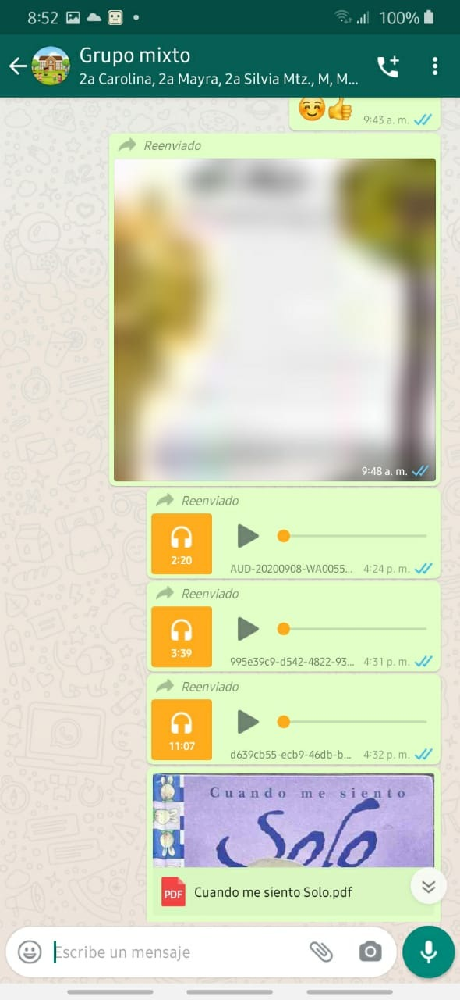 8:52
100%
Grupo mixto
2a Carolina, 2a Mayra, 2a Silvia Mtz., M, M...
9:43 a. m.
Reenviado
9:48 a. m.
Reenviado
2:20
AUD-20200908-WA0055... 4:24 p. m.
Reenviado
3:39
995e39c9-d542-4822-93... 4:31 p. m.
Reenviado
11:07
d639cb55-ecb9-46db-b... 4:32 p. m.
Cuando me siento
Solo
PDF Cuando me siento Solo.pdf
Escribe un mensaje